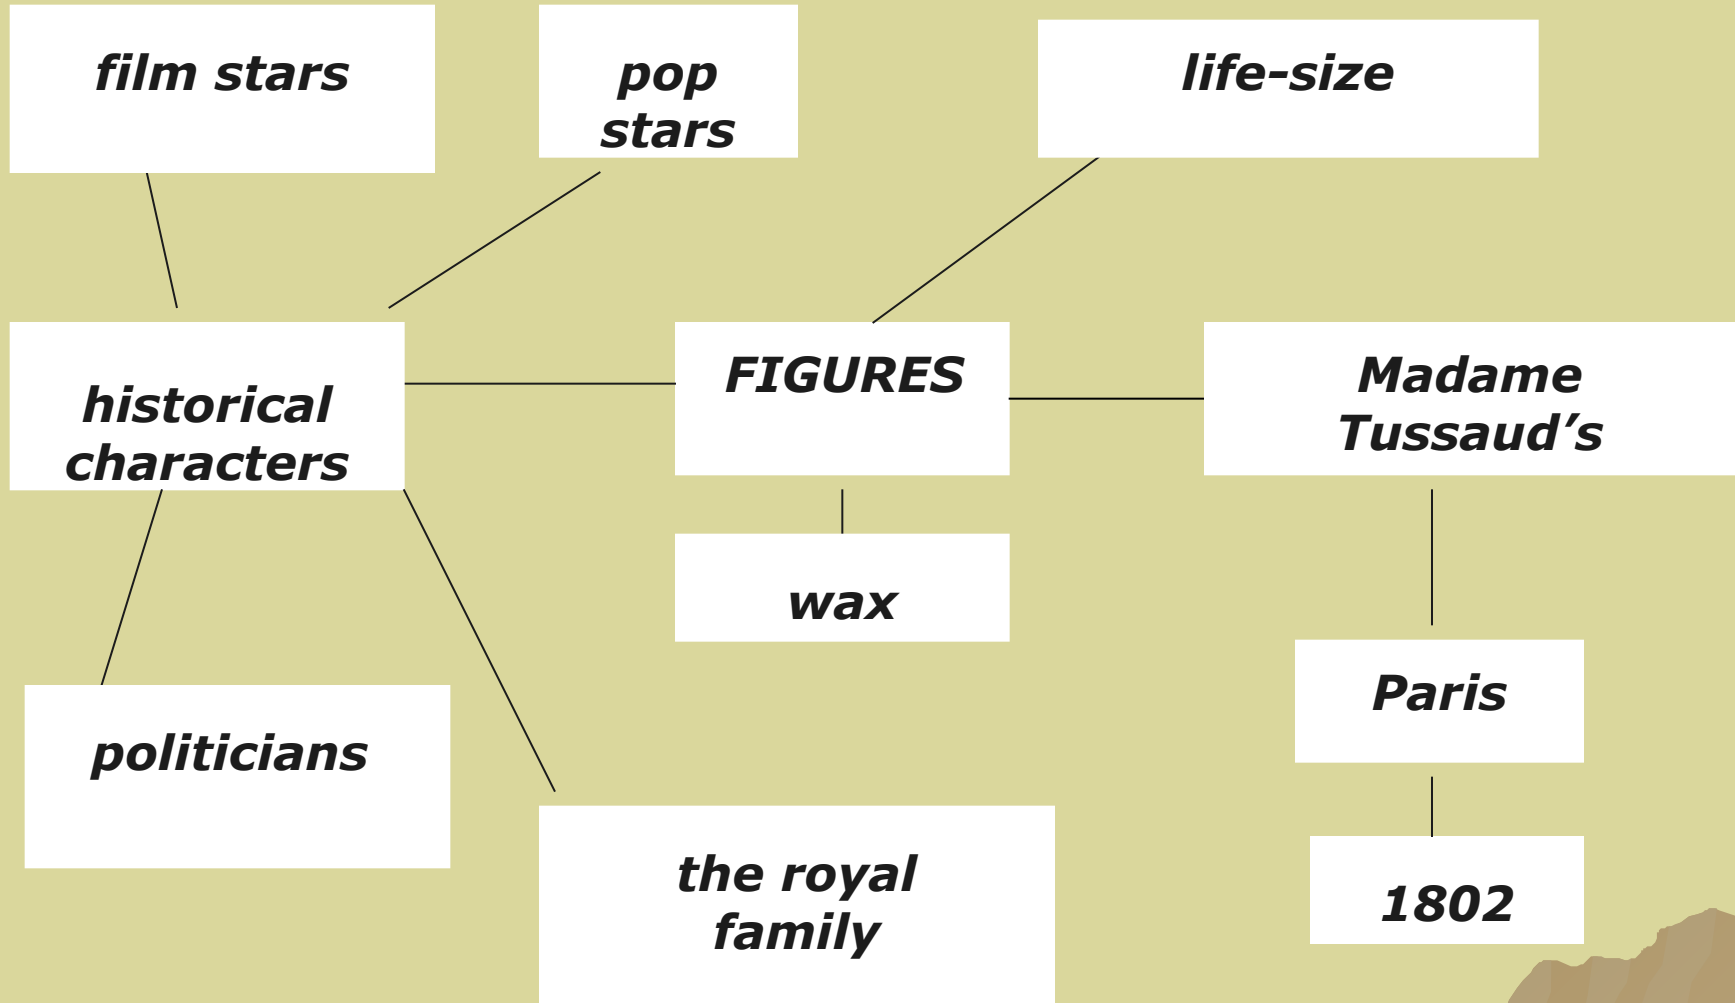 film stars
pop
stars
life-size
historical
characters
FIGURES
Madame
Tussaud’s
wax
Paris
politicians
the royal
family
1802